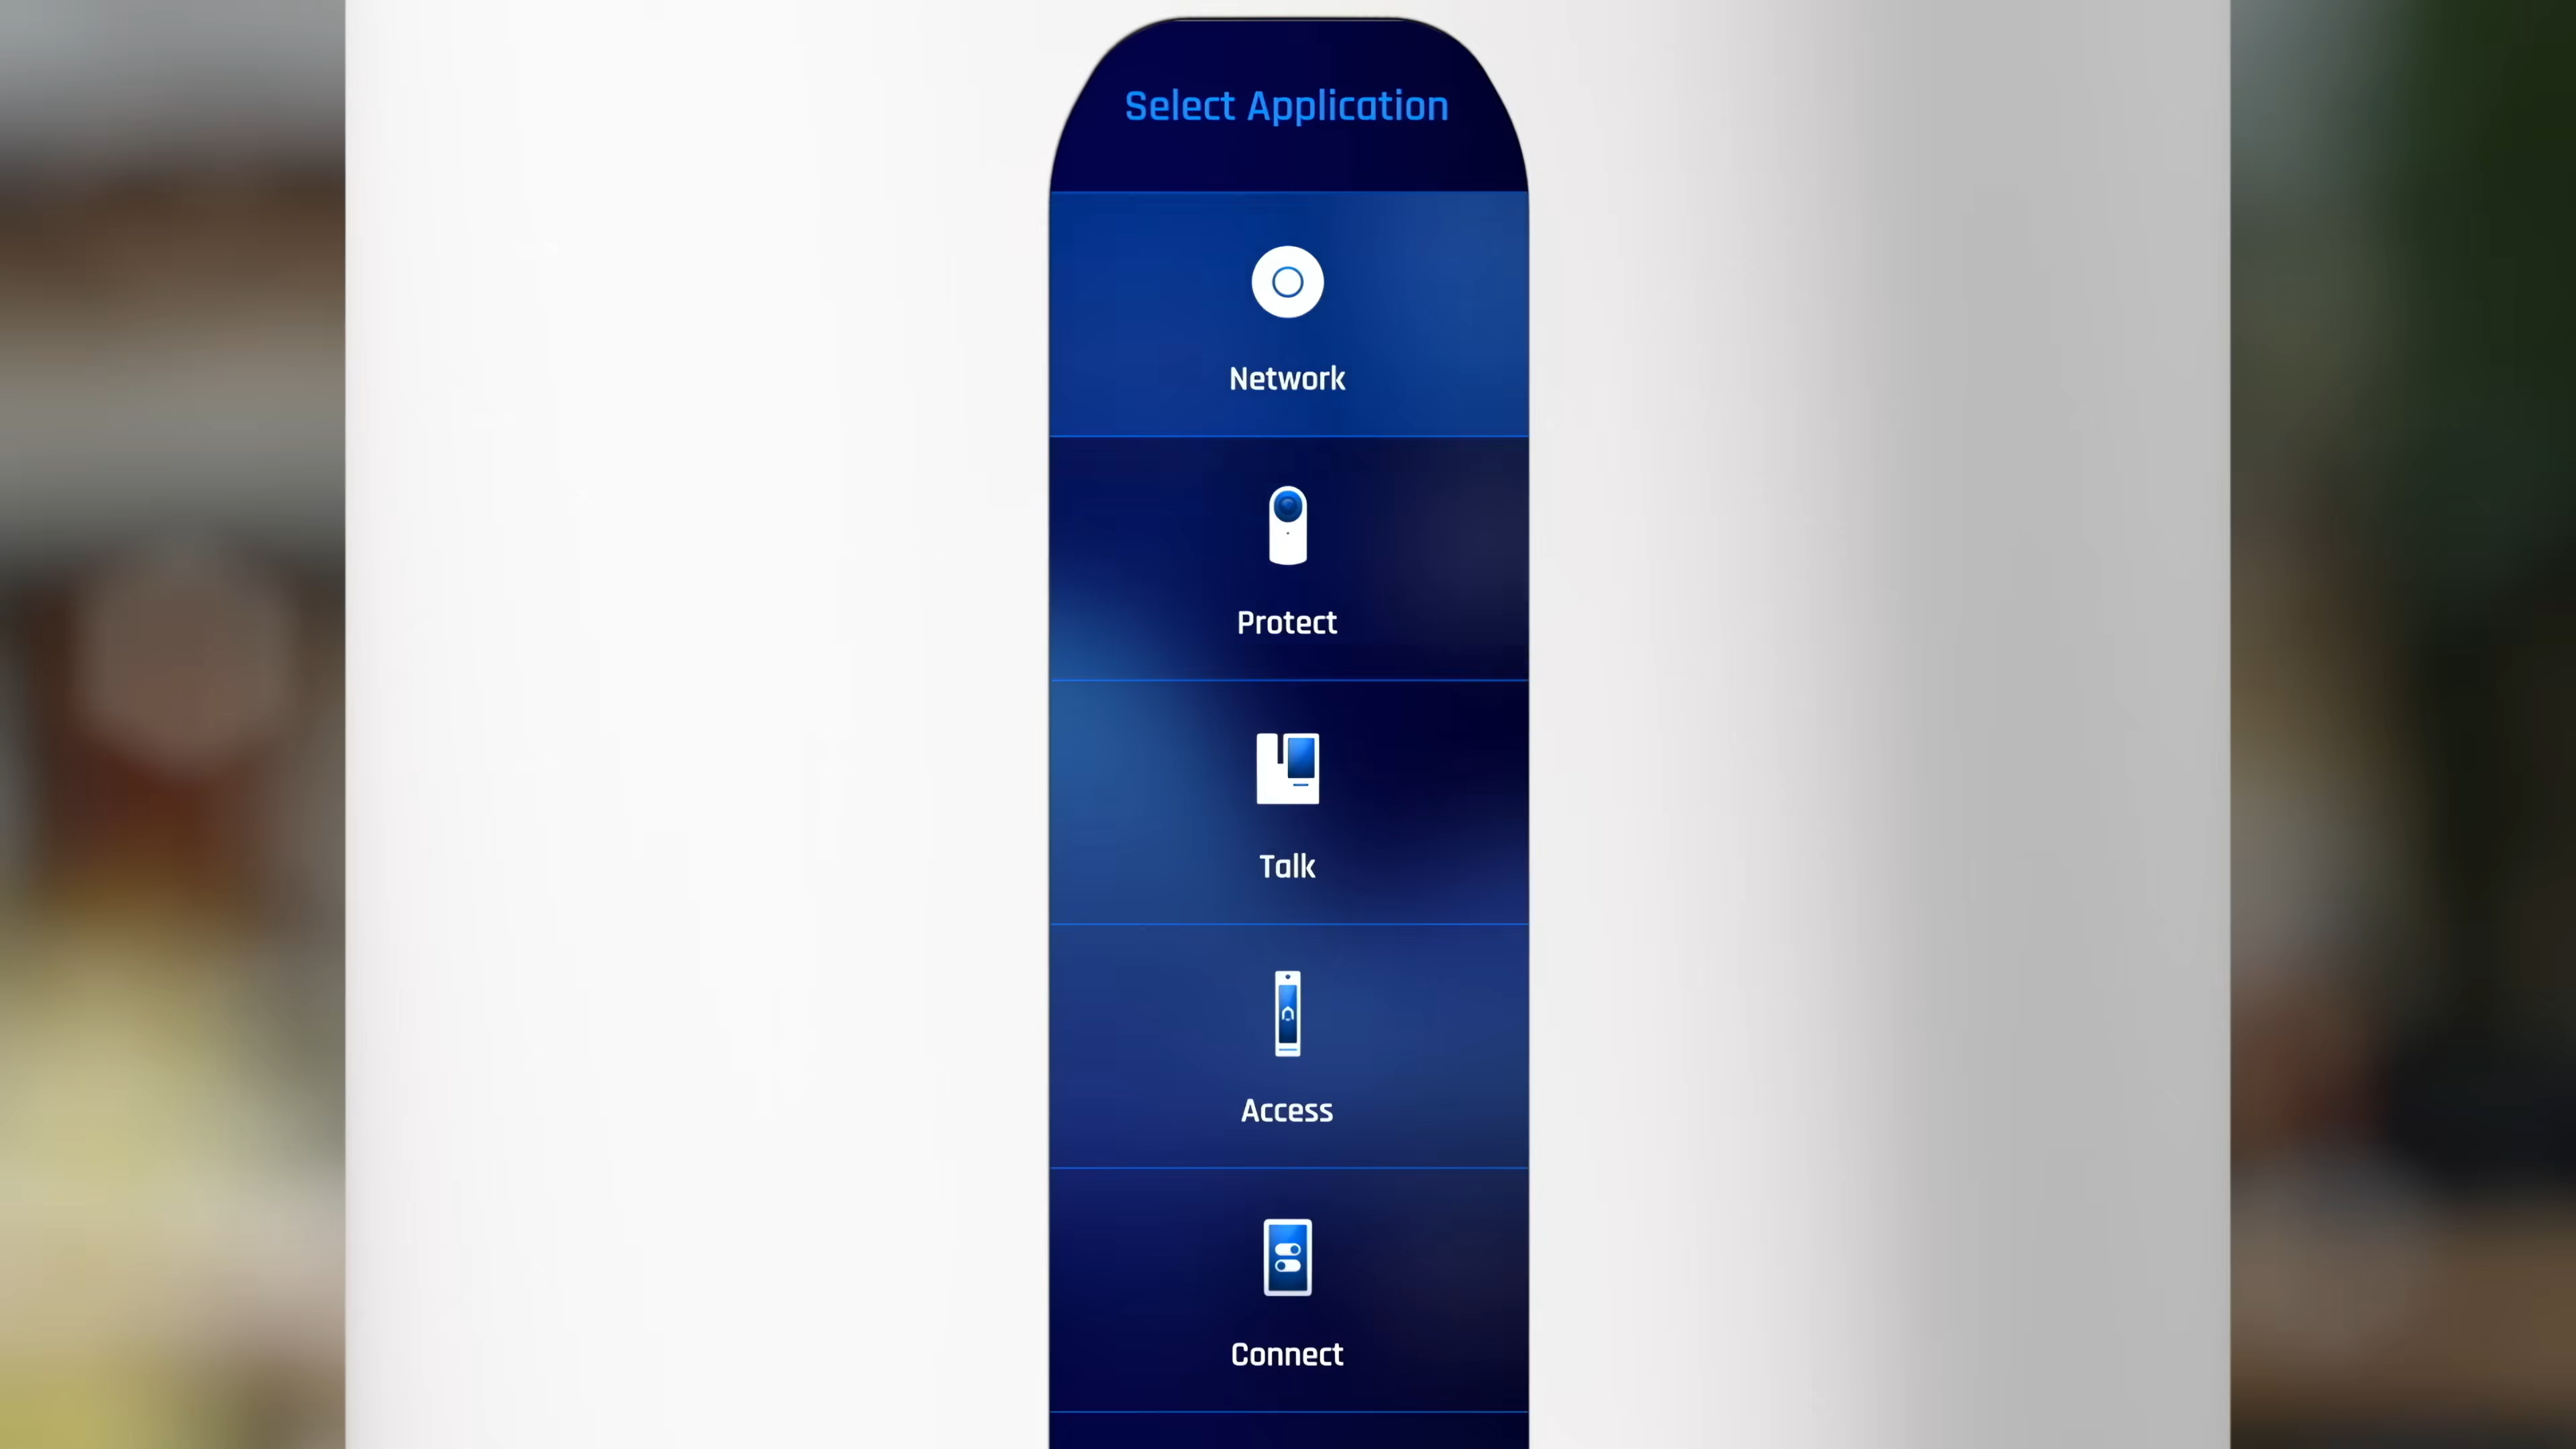 Select Application
Network
Protect
Talk
Access
Connect